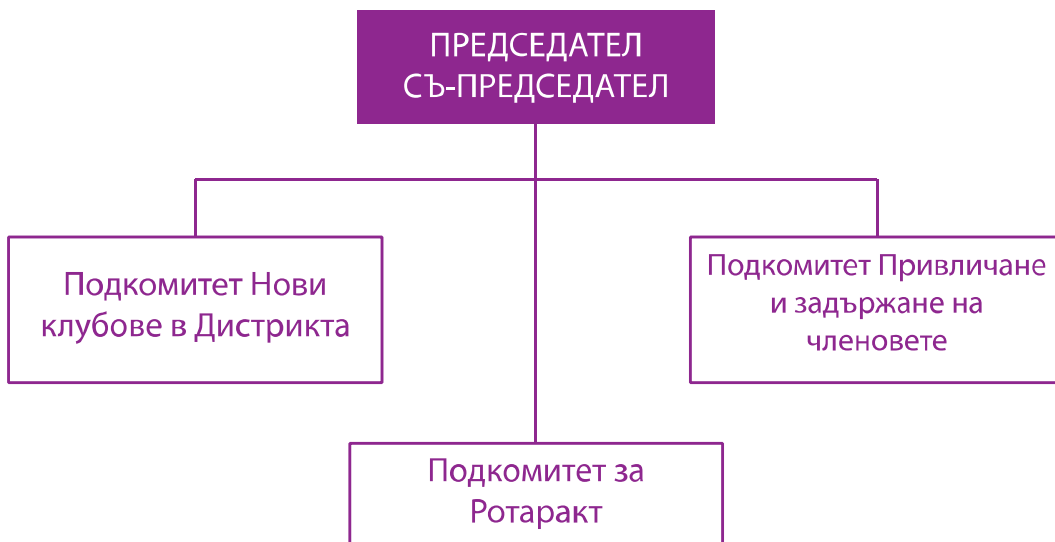 ПРЕДСЕДАТЕЛ
СЪ-ПРЕДСЕДАТЕЛ
Подкомитет Нови
клубове в Дистрикта
Подкомитет Привличане
и задържане на
членовете
Подкомитет за
Ротаракт